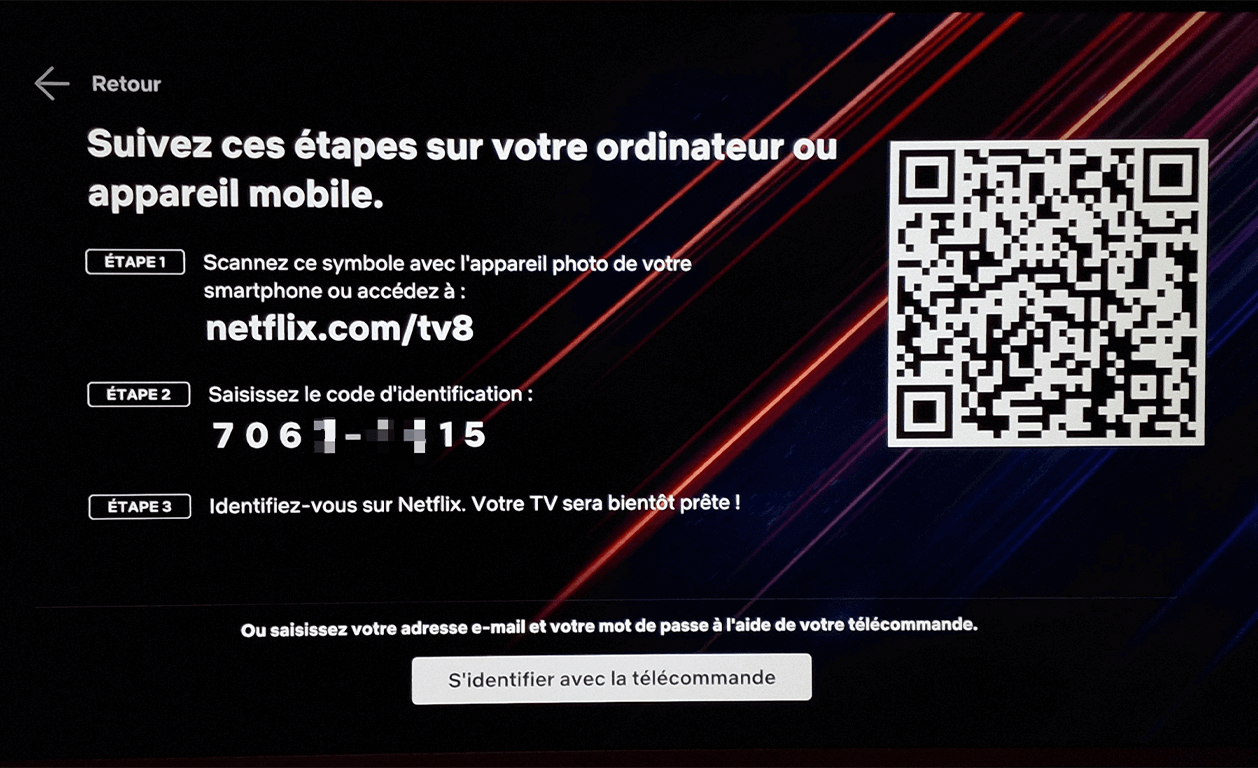 Retour
Suivez ces étapes sur votre ordinateur ou
appareil mobile.
ÉTAPE 1
Scannez ce symbole avec l'appareil photo de votre
smartphone ou accédez à :
netflix.com/tv8
ÉTAPE 2
Saisissez le code d'identification :
706 - 15
ÉTAPE 3
Identifiez-vous sur Netflix. Votre TV sera bientôt prête !
Ou saisissez votre adresse e-mail et votre mot de passe à l'aide de votre télécommande.
S'identifier avec la télécommande